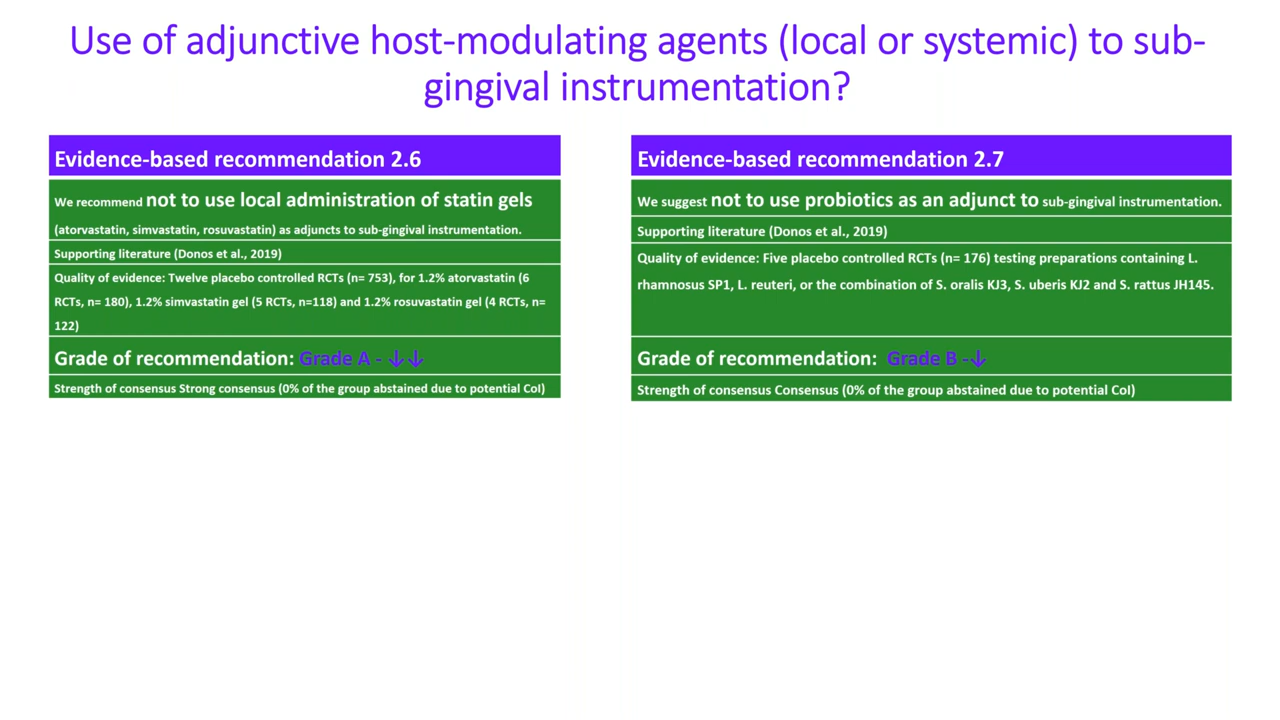 Use of adjunctive host-modulating agents (local or systemic) to sub-
gingival instrumentation?
Evidence-based recommendation 2.6
We recommend not to use local administration of statin gels
(atorvastatin, simvastatin, rosuvastatin) as adjuncts to sub-gingival instrumentation.
Supporting literature (Donos et al., 2019)
Quality of evidence: Twelve placebo controlled RCTs (n= 753), for 1.2% atorvastatin (6
RCTs, n= 180), 1.2% simvastatin gel (5 RCTs, n=118) and 1.2% rosuvastatin gel (4 RCTs, n=
122)
Grade of recommendation: Grade A - ↓↓
Strength of consensus Strong consensus (0% of the group abstained due to potential CoI)
Evidence-based recommendation 2.7
We suggest not to use probiotics as an adjunct to sub-gingival instrumentation.
Supporting literature (Donos et al., 2019)
Quality of evidence: Five placebo controlled RCTs (n= 176) testing preparations containing L.
rhamnosus SP1, L. reuteri, or the combination of S. oralis KJ3, S. uberis KJ2 and S. rattus JH145.
Grade of recommendation: Grade B -↓
Strength of consensus Consensus (0% of the group abstained due to potential CoI)